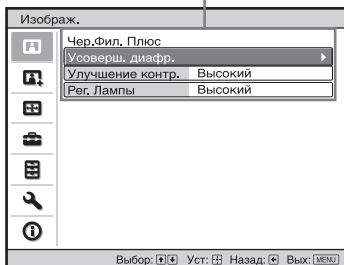 Изображ.
Чер.Фил. Плюс
Усоверш. диафр.
Улучшение контр. Высокий
Рег. Лампы Высокий
Выбор: Уст: Назад: Вых: MENU